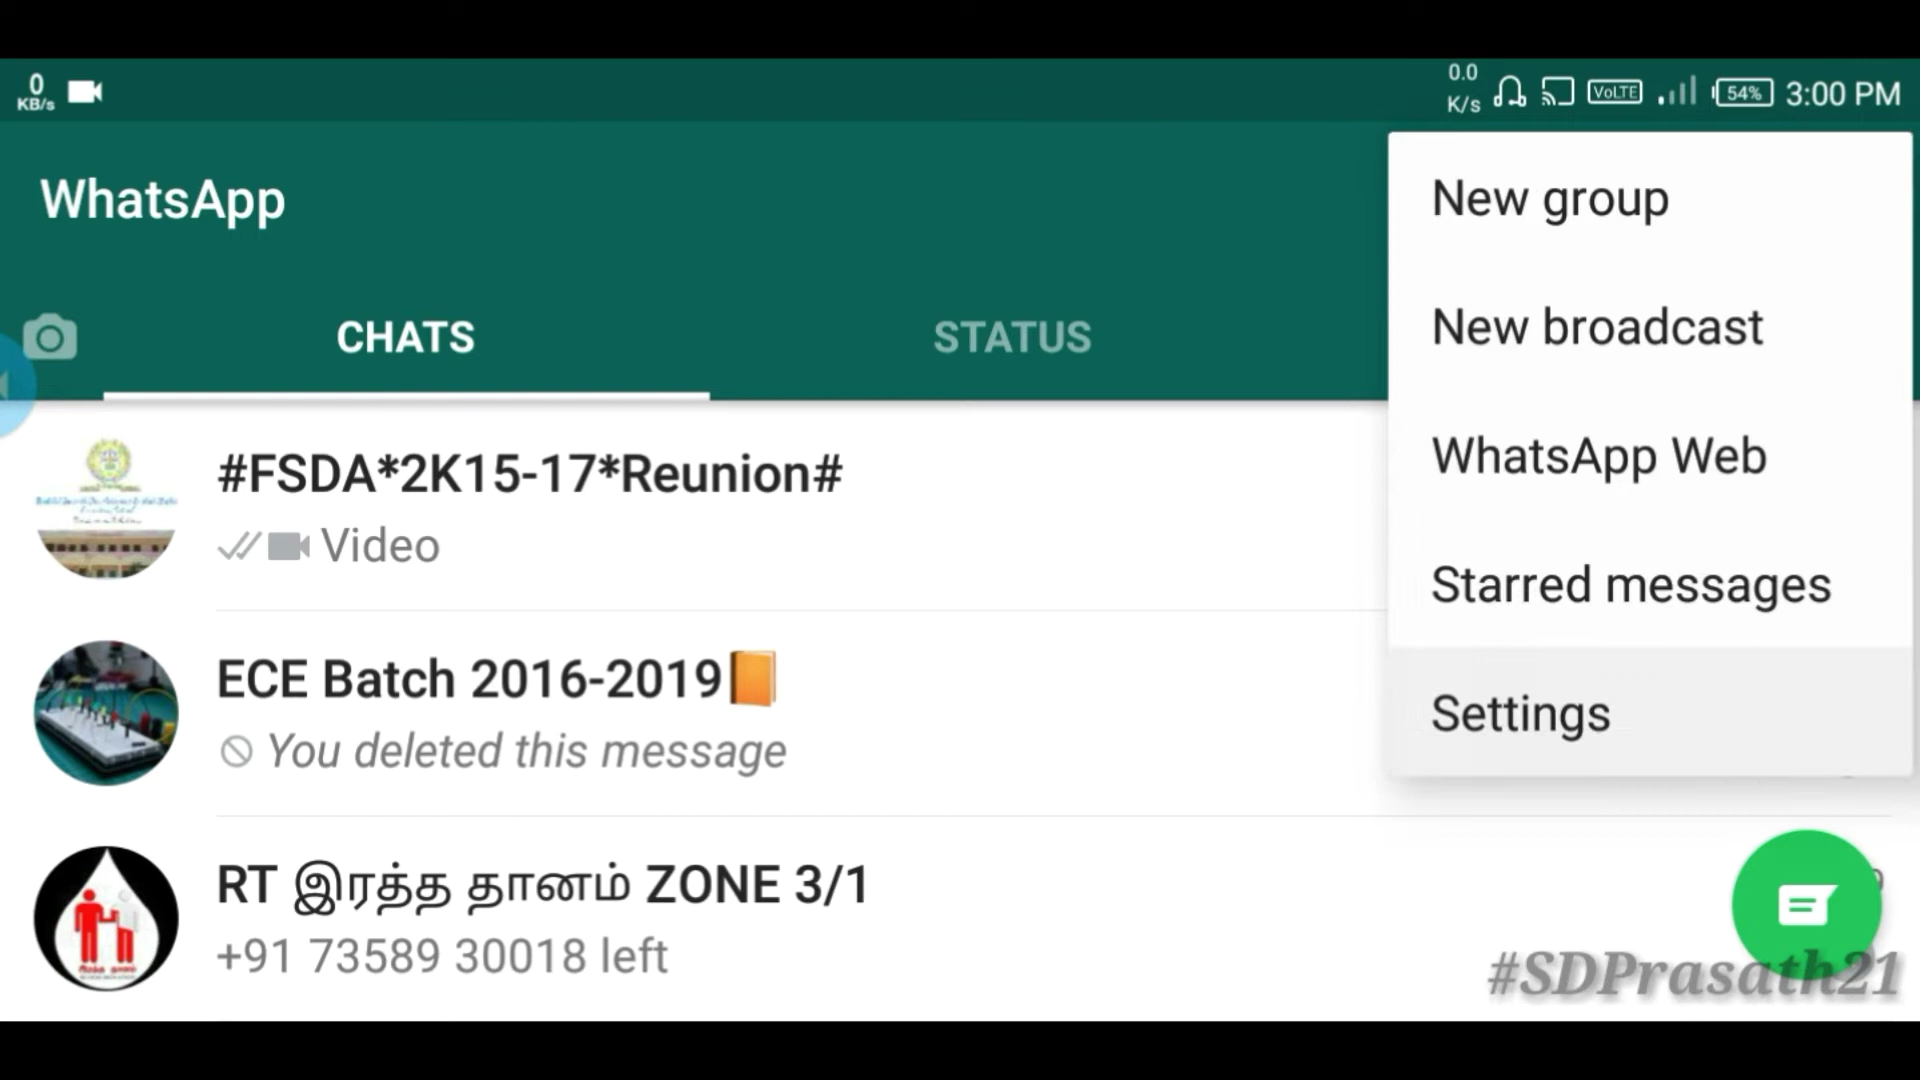 0
KB/s
0.0
K/s
VoLTE
54%
3:00 PM
WhatsApp
CHATS
STATUS
New group
New broadcast
WhatsApp Web
Starred messages
Settings
#FSDA*2K15-17*Reunion#
Video
ECE Batch 2016-2019
You deleted this message
RT இரத்த தானம் ZONE 3/1
+91 73589 30018 left
#SDPrasath21